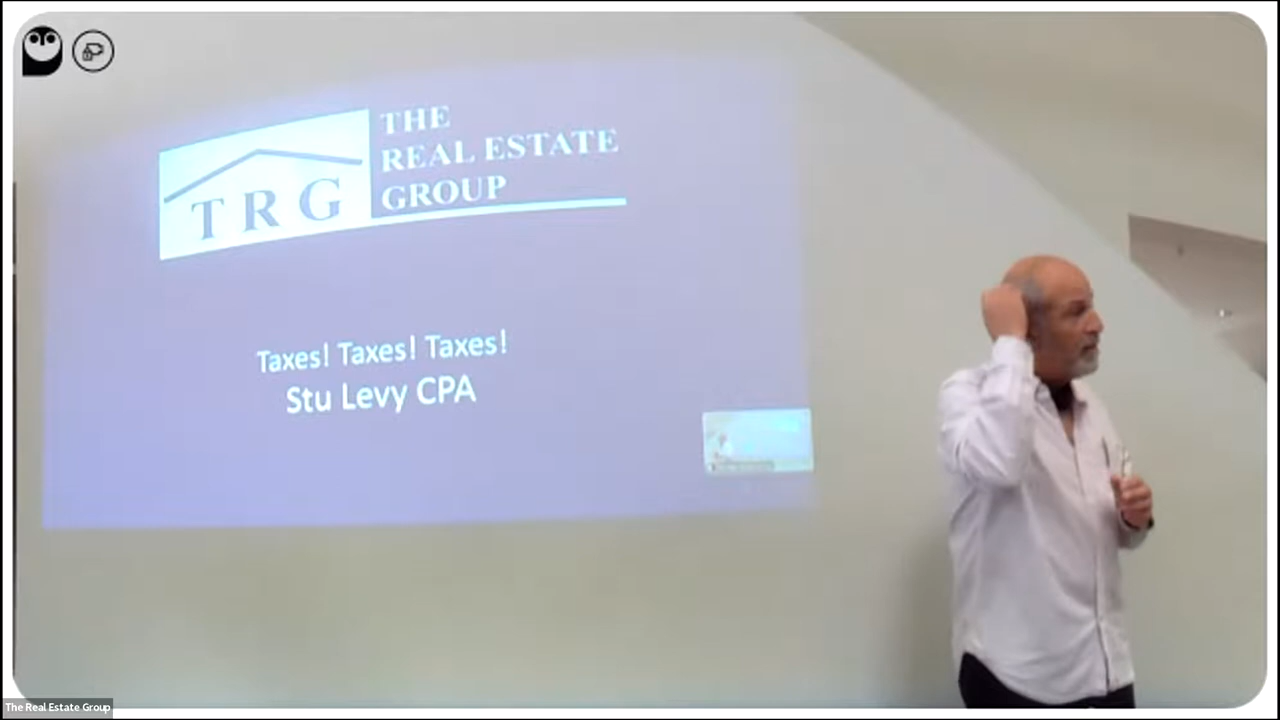 THE
REAL ESTATE
GROUP
TRG
Taxes! Taxes! Taxes!
Stu Levy CPA
The Real Estate Group